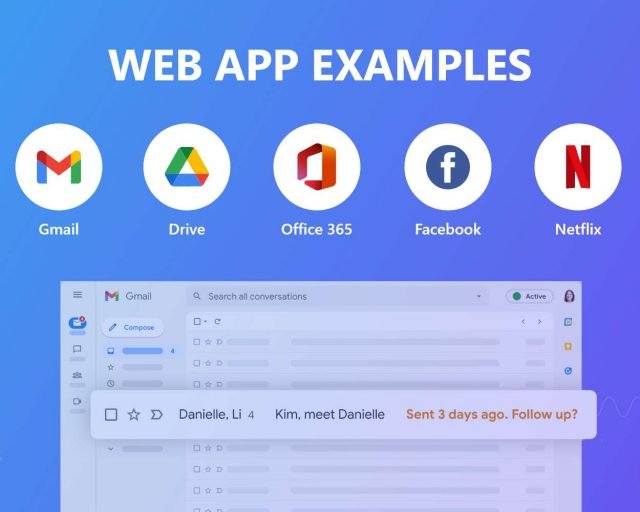 WEB APP EXAMPLES
Gmail Drive Office 365 Facebook Netflix
Gmail Search all conversations Active
Compose
4
Danielle, Li 4 Kim, meet Danielle Sent 3 days ago. Follow up?